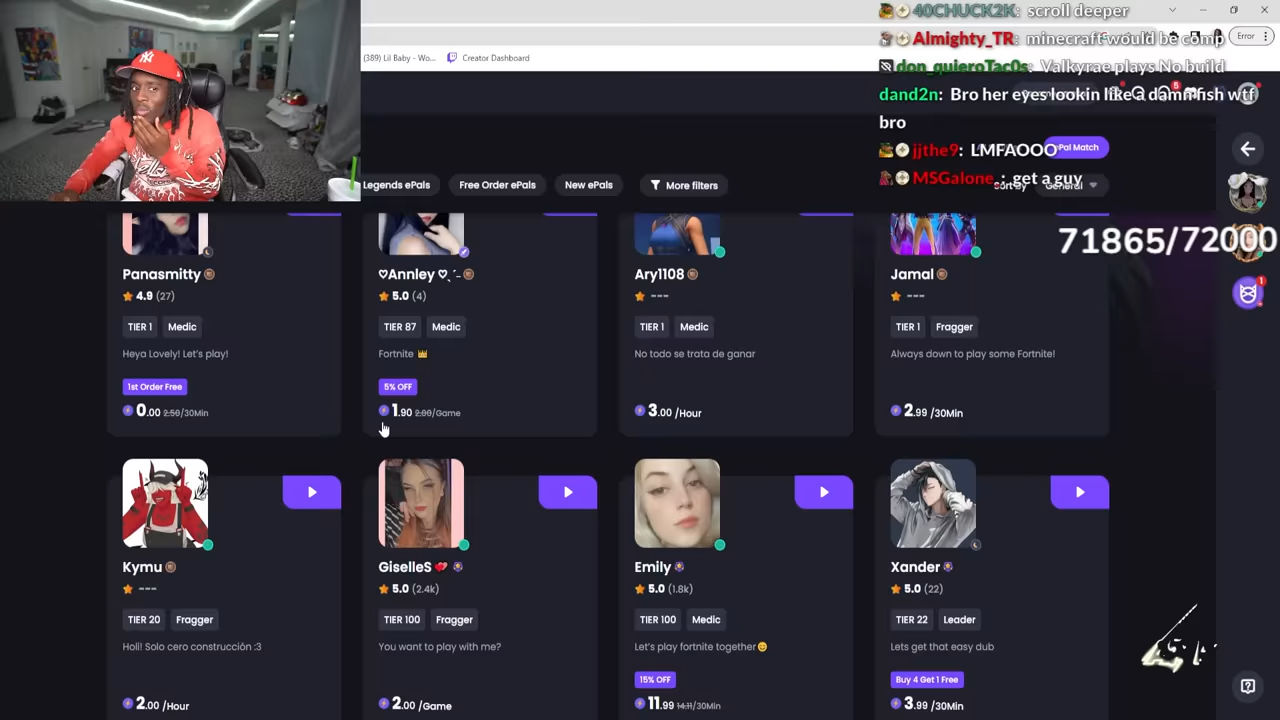 40CHUCK2K: scroll deeper
Error
Almighty_TR: minecraft would be comp
(389) Lil Baby - Wo...
Creator Dashboard
don_quieroTac0s: Valkyrae plays No build
dand2n: Bro her eyes lookin like a damn fish wtf
bro
jjthe9: LMFAOOO
Pal Match
MSGalone_: get a guy
Legends ePals
Free Order ePals
New ePals
More filters
Sort By
General
71865/72000
Panasmitty
4.9 (27)
TIER 1 Medic
Heya Lovely! Let's play!
1st Order Free
0.00 2.50/30Min
♡Annley ♡ˎˊ-
5.0 (4)
TIER 87 Medic
Fortnite 👑
5% OFF
1.90 2.00/Game
Ary1108
---
TIER 1 Medic
No todo se trata de ganar
3.00 /Hour
Jamal
---
TIER 1 Fragger
Always down to play some Fortnite!
2.99 /30Min
Kymu
---
TIER 20 Fragger
Holi! Solo cero construcción :3
2.00 /Hour
GiselleS 💔
5.0 (2.4k)
TIER 100 Fragger
You want to play with me?
2.00 /Game
Emily
5.0 (1.8k)
TIER 100 Medic
Let's play fortnite together😊
15% OFF
11.99 14.11/30Min
Xander
5.0 (22)
TIER 22 Leader
Lets get that easy dub
Buy 4 Get 1 Free
3.99 /30Min